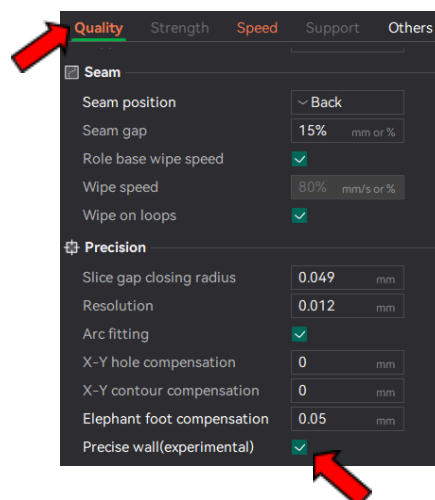 Quality Strength Speed Support Others
Seam
Seam position Back
Seam gap 15% mm or %
Role base wipe speed
Wipe speed 80% mm/s or %
Wipe on loops
Precision
Slice gap closing radius 0.049 mm
Resolution 0.012 mm
Arc fitting
X-Y hole compensation 0 mm
X-Y contour compensation 0 mm
Elephant foot compensation 0.05 mm
Precise wall(experimental)